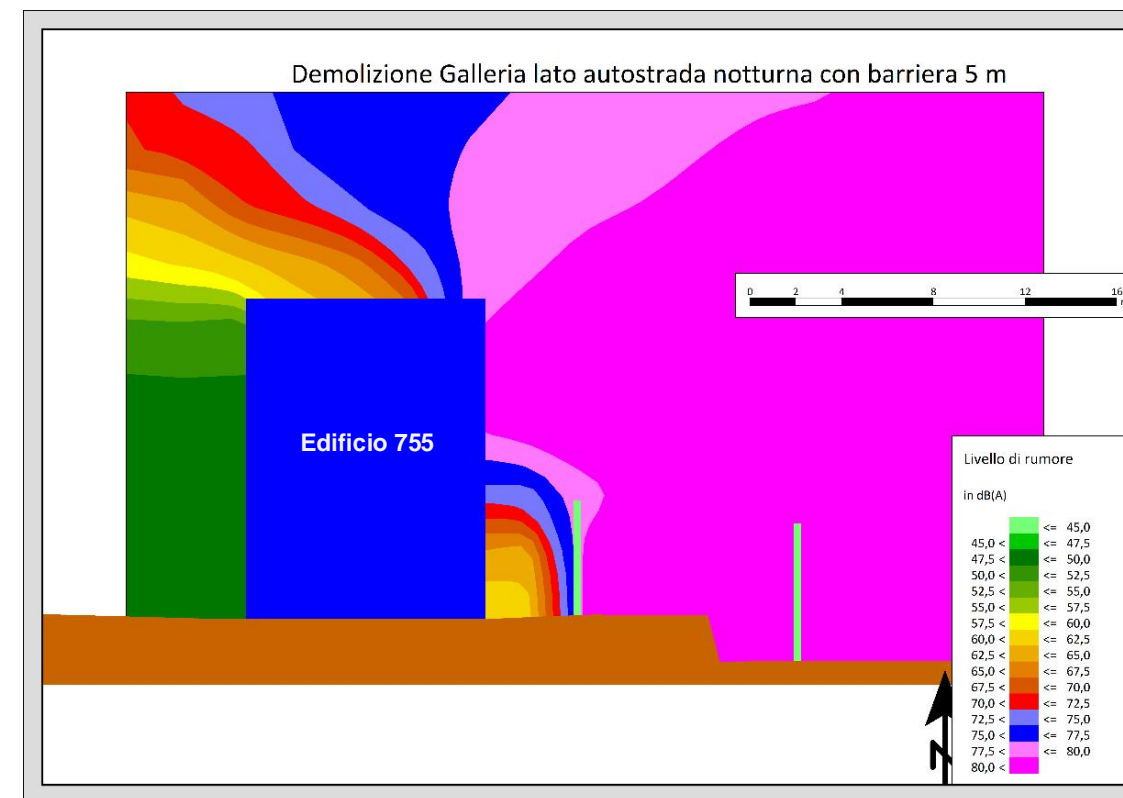 Demolizione Galleria lato autostrada notturna con barriera 5 m
0 2 4 8 12 16
Edificio 755
Livello di rumore
in dB(A)
<= 45,0
45,0 < <= 47,5
47,5 < <= 50,0
50,0 < <= 52,5
52,5 < <= 55,0
55,0 < <= 57,5
57,5 < <= 60,0
60,0 < <= 62,5
62,5 < <= 65,0
65,0 < <= 67,5
67,5 < <= 70,0
70,0 < <= 72,5
72,5 < <= 75,0
75,0 < <= 77,5
77,5 < <= 80,0
80,0 <